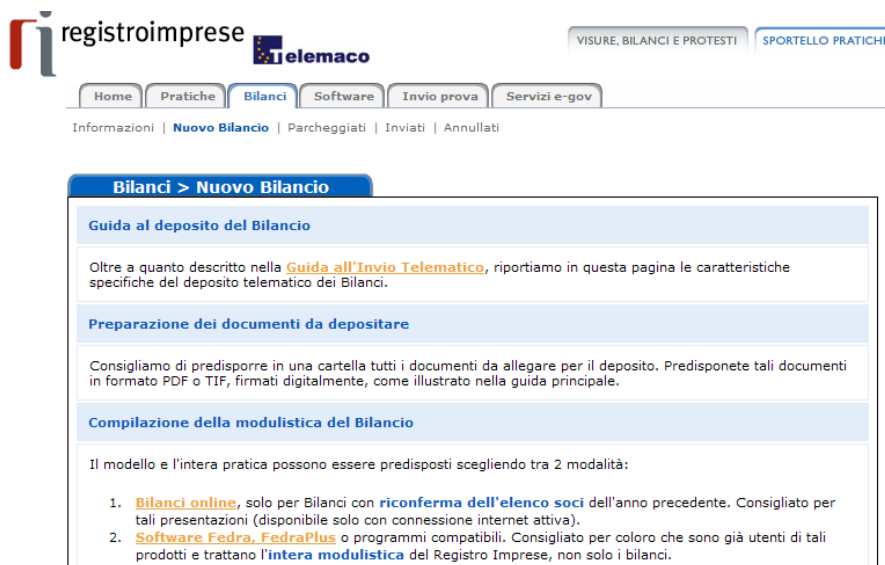 registroimprese
Telemaco
VISURE, BILANCI E PROTESTI
SPORTELLO PRATICHE
Home Pratiche Bilanci Software Invio prova Servizi e-gov
Informazioni | Nuovo Bilancio | Parcheggiati | Inviati | Annullati
Bilanci > Nuovo Bilancio
Guida al deposito del Bilancio
Oltre a quanto descritto nella Guida all'Invio Telematico, riportiamo in questa pagina le caratteristiche
specifiche del deposito telematico dei Bilanci.
Preparazione dei documenti da depositare
Consigliamo di predisporre in una cartella tutti i documenti da allegare per il deposito. Predisponete tali documenti
in formato PDF o TIF, firmati digitalmente, come illustrato nella guida principale.
Compilazione della modulistica del Bilancio
Il modello e l'intera pratica possono essere predisposti scegliendo tra 2 modalità:
1. Bilanci online, solo per Bilanci con riconferma dell'elenco soci dell'anno precedente. Consigliato per
tali presentazioni (disponibile solo con connessione internet attiva).
2. Software Fedra, FedraPlus o programmi compatibili. Consigliato per coloro che sono già utenti di tali
prodotti e trattano l'intera modulistica del Registro Imprese, non solo i bilanci.